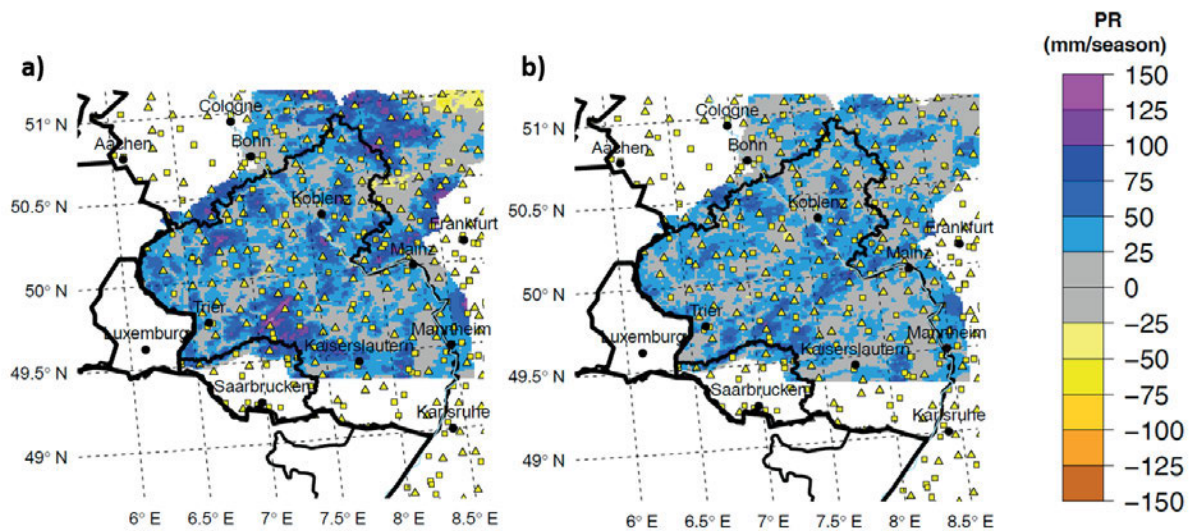 a)
Cologne
51° N
Aachen
Bonn
50.5° N
Koblenz
Frankfurt
Mainz
50° N
Trier
Luxemburg
Mannheim
Kaiserslautern
49.5° N
Saarbrucken
Karlsruhe
49° N
6° E 6.5° E 7° E 7.5° E 8° E 8.5° E
b)
Cologne
51° N
Aachen
Bonn
50.5° N
Koblenz
Frankfurt
Mainz
50° N
Trier
Luxemburg
Mannheim
Kaiserslautern
49.5° N
Saarbrucken
Karlsruhe
49° N
6° E 6.5° E 7° E 7.5° E 8° E 8.5° E
PR
(mm/season)
150
125
100
75
50
25
0
−25
−50
−75
−100
−125
−150